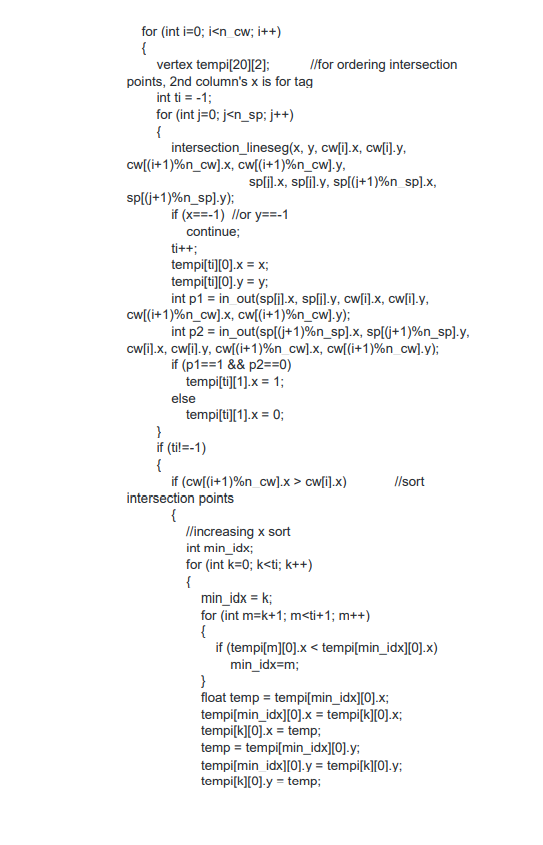 for (int i=0; i<n_cw; i++)
{
vertex tempi[20][2]; //for ordering intersection
points, 2nd column's x is for tag
int ti = -1;
for (int j=0; j<n_sp; j++)
{
intersection_lineseg(x, y, cw[i].x, cw[i].y,
cw[(i+1)%n_cw].x, cw[(i+1)%n_cw].y,
sp[j].x, sp[j].y, sp[(j+1)%n_sp].x,
sp[(j+1)%n_sp].y);
if (x==-1) //or y==-1
continue;
ti++;
tempi[ti][0].x = x;
tempi[ti][0].y = y;
int p1 = in_out(sp[j].x, sp[j].y, cw[i].x, cw[i].y,
cw[(i+1)%n_cw].x, cw[(i+1)%n_cw].y);
int p2 = in_out(sp[(j+1)%n_sp].x, sp[(j+1)%n_sp].y,
cw[i].x, cw[i].y, cw[(i+1)%n_cw].x, cw[(i+1)%n_cw].y);
if (p1==1 && p2==0)
tempi[ti][1].x = 1;
else
tempi[ti][1].x = 0;
}
if (ti!=-1)
{
if (cw[(i+1)%n_cw].x > cw[i].x) //sort
intersection points
{
//increasing x sort
int min_idx;
for (int k=0; k<ti; k++)
{
min_idx = k;
for (int m=k+1; m<ti+1; m++)
{
if (tempi[m][0].x < tempi[min_idx][0].x)
min_idx=m;
}
float temp = tempi[min_idx][0].x;
tempi[min_idx][0].x = tempi[k][0].x;
tempi[k][0].x = temp;
temp = tempi[min_idx][0].y;
tempi[min_idx][0].y = tempi[k][0].y;
tempi[k][0].y = temp;